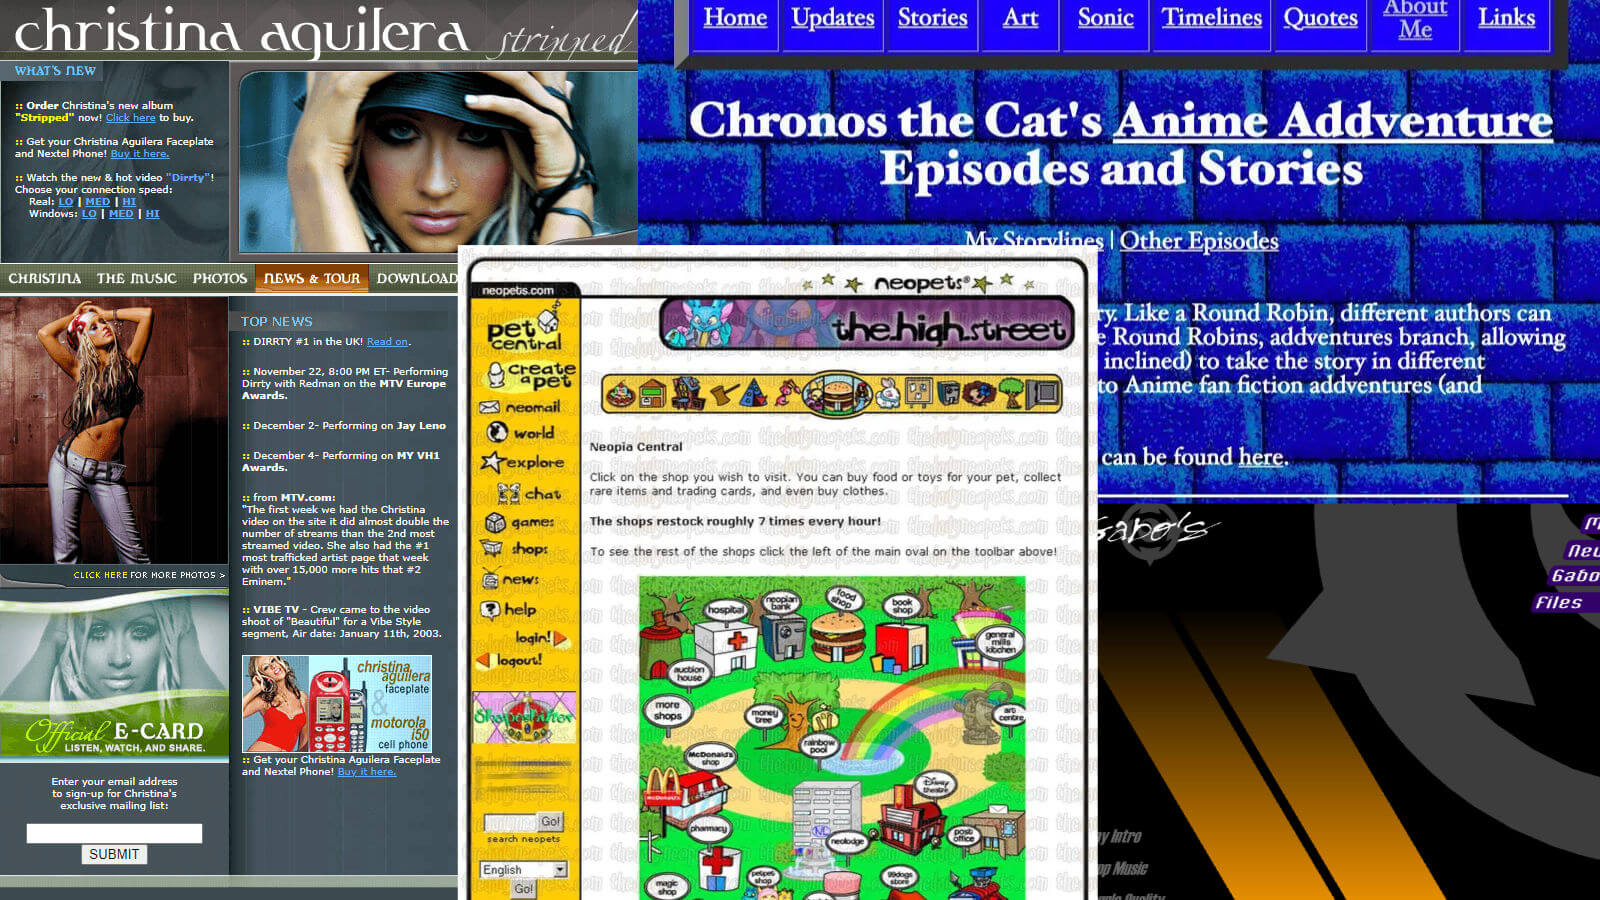 christina aguilera stripped
WHAT'S NEW
:: Order Christina's new album
"Stripped" now! Click here to buy.
:: Get your Christina Aguilera Faceplate
and Nextel Phone! Buy it here.
:: Watch the new & hot video "Dirrty"!
Choose your connection speed:
Real: LO | MED | HI
Windows: LO | MED | HI
CHRISTINA THE MUSIC PHOTOS NEWS & TOUR DOWNLOAD
CLICK HERE FOR MORE PHOTOS >
Official E-CARD
LISTEN, WATCH, AND SHARE.
Enter your email address
to sign-up for Christina's
exclusive mailing list:
SUBMIT
TOP NEWS
:: DIRRTY #1 in the UK! Read on.
:: November 22, 8:00 PM ET- Performing
Dirrty with Redman on the MTV Europe
Awards.
:: December 2- Performing on Jay Leno
:: December 4- Performing on MY VH1
Awards.
:: from MTV.com:
"The first week we had the Christina
video on the site it did almost double the
number of streams than the 2nd most
streamed video. She also had the #1
most trafficked artist page that week
with over 15,000 more hits that #2
Eminem."
:: VIBE TV - Crew came to the video
shoot of "Beautiful" for a Vibe Style
segment, Air date: January 11th, 2003.
christina
aguilera
faceplate
&
motorola
i50
cell phone
:: Get your Christina Aguilera Faceplate
and Nextel Phone! Buy it here.
Home Updates Stories Art Sonic Timelines Quotes About Me Links
Chronos the Cat's Anime Addventure
Episodes and Stories
My Storylines | Other Episodes
ry. Like a Round Robin, different authors can
e Round Robins, addventures branch, allowing
inclined) to take the story in different
to Anime fan fiction addventures (and
can be found here.
neopets.com
neopets
the.high.street
pet central
create a pet
neomail
world
explore
chat
games
shops
news
help
login!
logout!
Shapeshifter
Go!
search neopets
English
Go!
Neopia Central
Click on the shop you wish to visit. You can buy food or toys for your pet, collect
rare items and trading cards, and even buy clothes.
The shops restock roughly 7 times every hour!
To see the rest of the shops click the left of the main oval on the toolbar above!
hospital
neopian bank
food shop
book shop
general mills kitchen
auction house
more shops
money tree
rainbow pool
art centre
McDonald's shop
McDonald's
Disney theatre
pharmacy
neolodge
post office
magic shop
petpet shop
99dogs store
thejulyneopets.com
Gabo's
M
New
Gabo
Files
y Intro
op Music